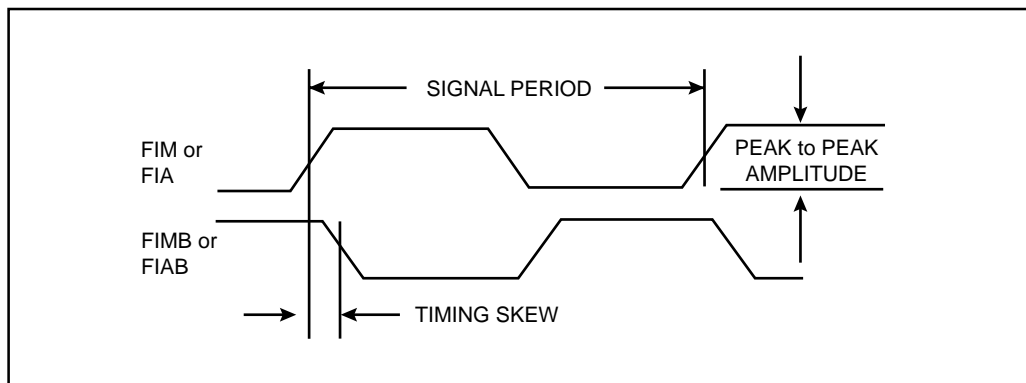 SIGNAL PERIOD
FIM or
FIA
PEAK to PEAK
AMPLITUDE
FIMB or
FIAB
TIMING SKEW